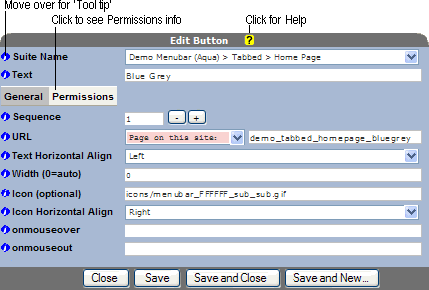 Move over for 'Tool tip'
Click to see Permissions info
Click for Help
Edit Button ?
Suite Name Demo Menubar (Aqua) > Tabbed > Home Page
Text Blue Grey
General Permissions
Sequence 1 - +
URL Page on this site: demo_tabbed_homepage_bluegrey
Text Horizontal Align Left
Width (0=auto) 0
Icon (optional) icons/menubar_FFFFFF_sub_sub.gif
Icon Horizontal Align Right
onmouseover
onmouseout
Close Save Save and Close Save and New...